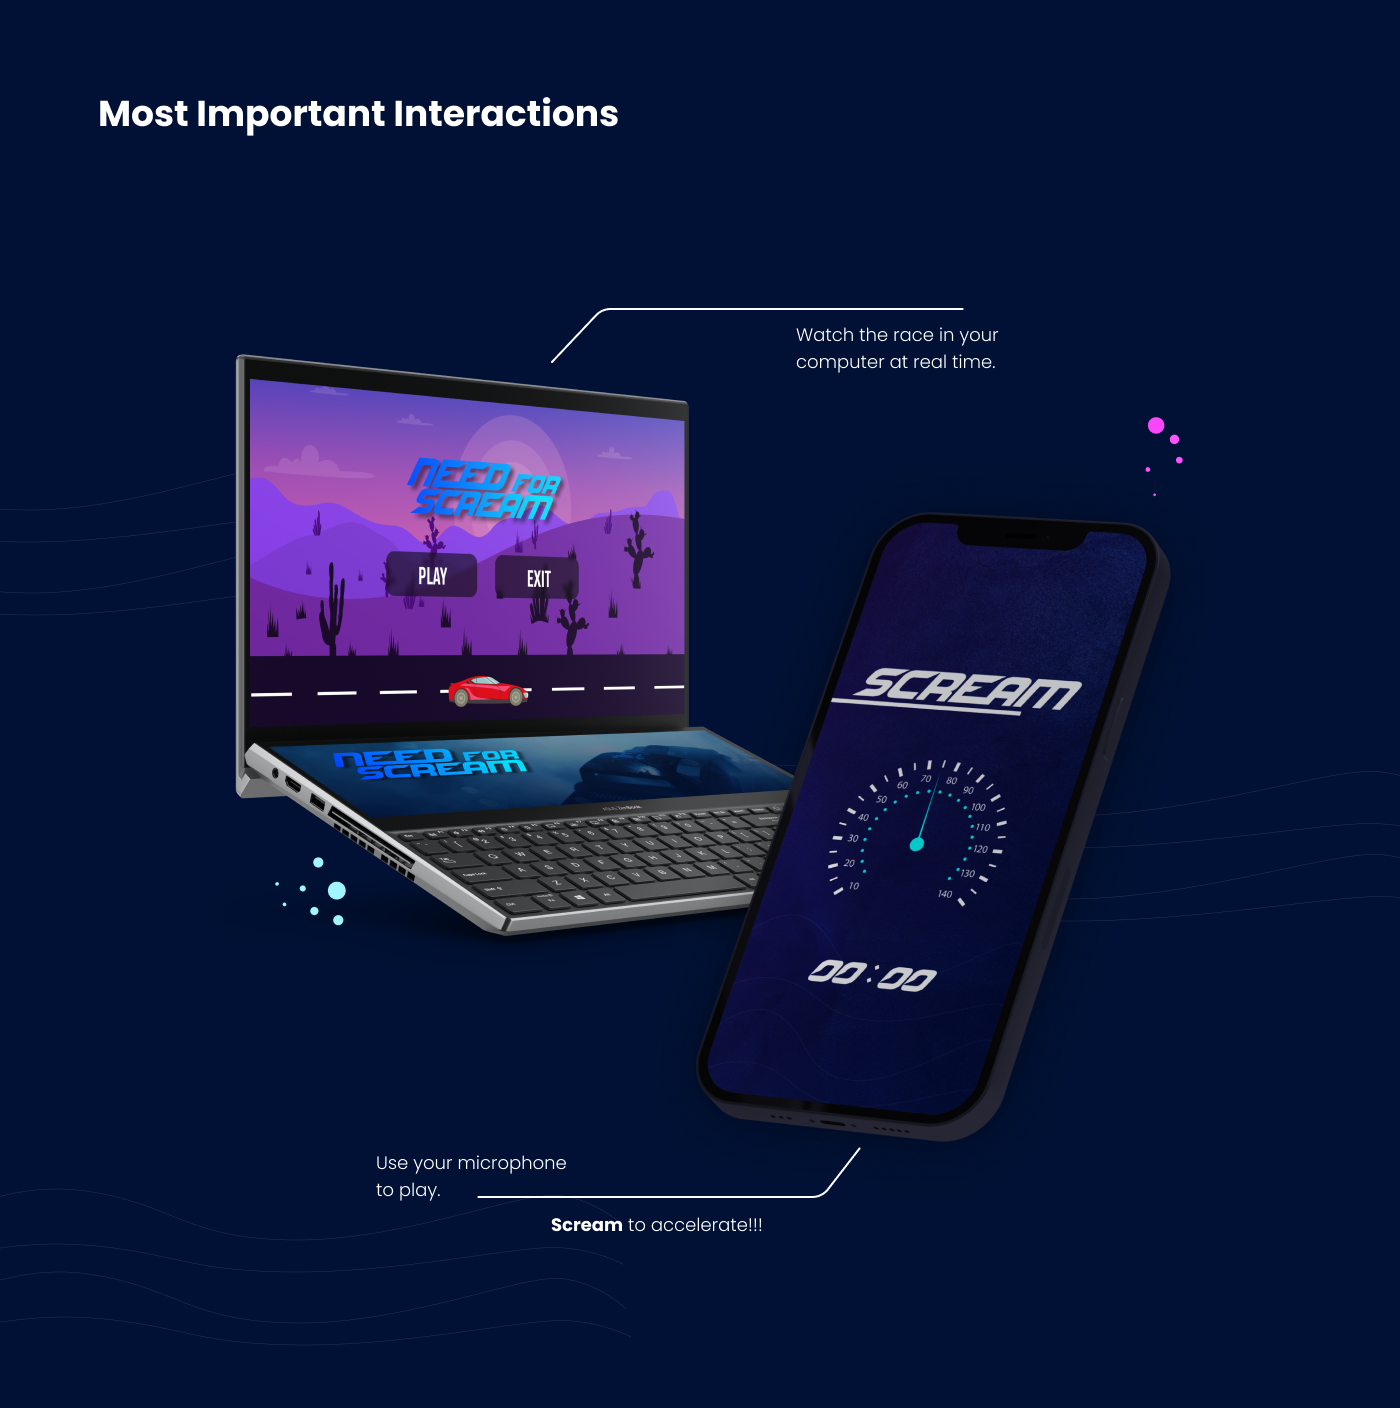 Most Important Interactions
Watch the race in your
computer at real time.
NEED FOR
SCREAM
PLAY
EXIT
NEED FOR
SCREAM
SCREAM
10
20
30
40
50
60
70
80
90
100
110
120
130
140
00:00
Use your microphone
to play.
Scream to accelerate!!!